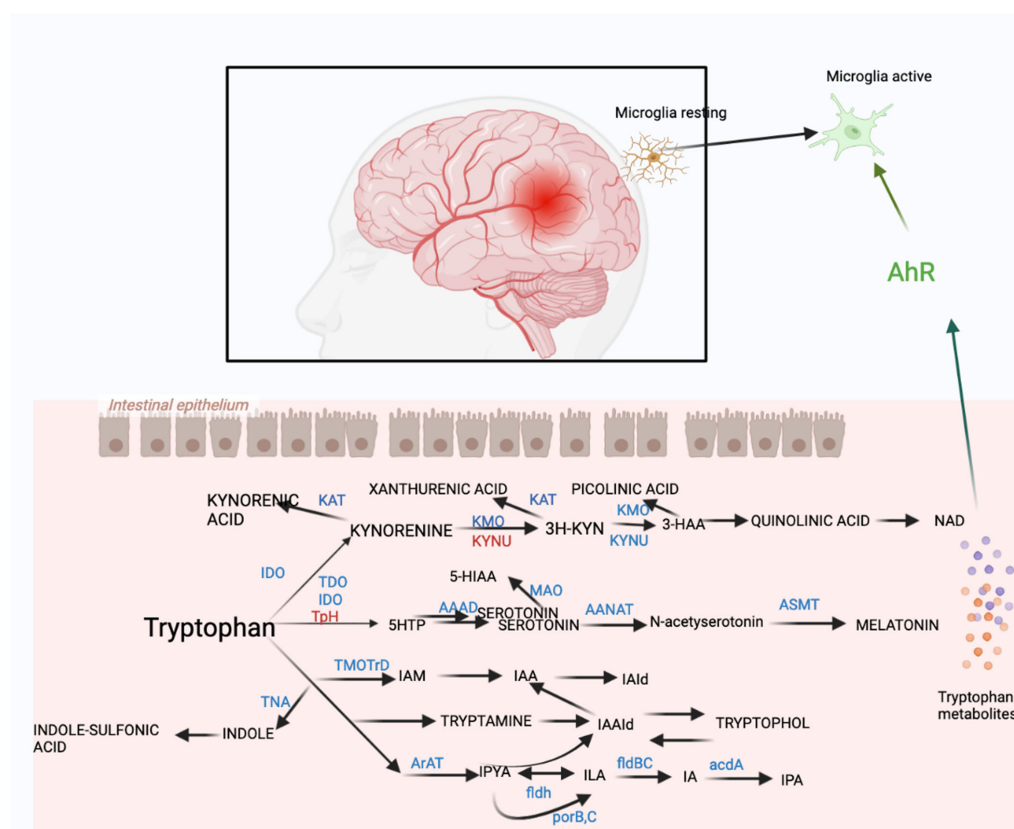 Microglia active
Microglia resting
AhR
Intestinal epithelium
XANTHURENIC ACID
PICOLINIC ACID
KYNORENIC
ACID
KAT
KAT
KMO
KYNORENINE
KMO
KYNU
3H-KYN
KYNU
3-HAA
QUINOLINIC ACID
NAD
IDO
TDO
IDO
TpH
5-HIAA
MAO
Tryptophan
5HTP
AAAD
SEROTONIN
SEROTONIN
AANAT
N-acetyserotonin
ASMT
MELATONIN
TMOTrD
IAM
IAA
IAld
TNA
INDOLE-SULFONIC
ACID
INDOLE
TRYPTAMINE
IAAld
TRYPTOPHOL
Tryptophan
metabolites
ArAT
IPYA
fldh
ILA
fldBC
IA
acdA
IPA
porB,C